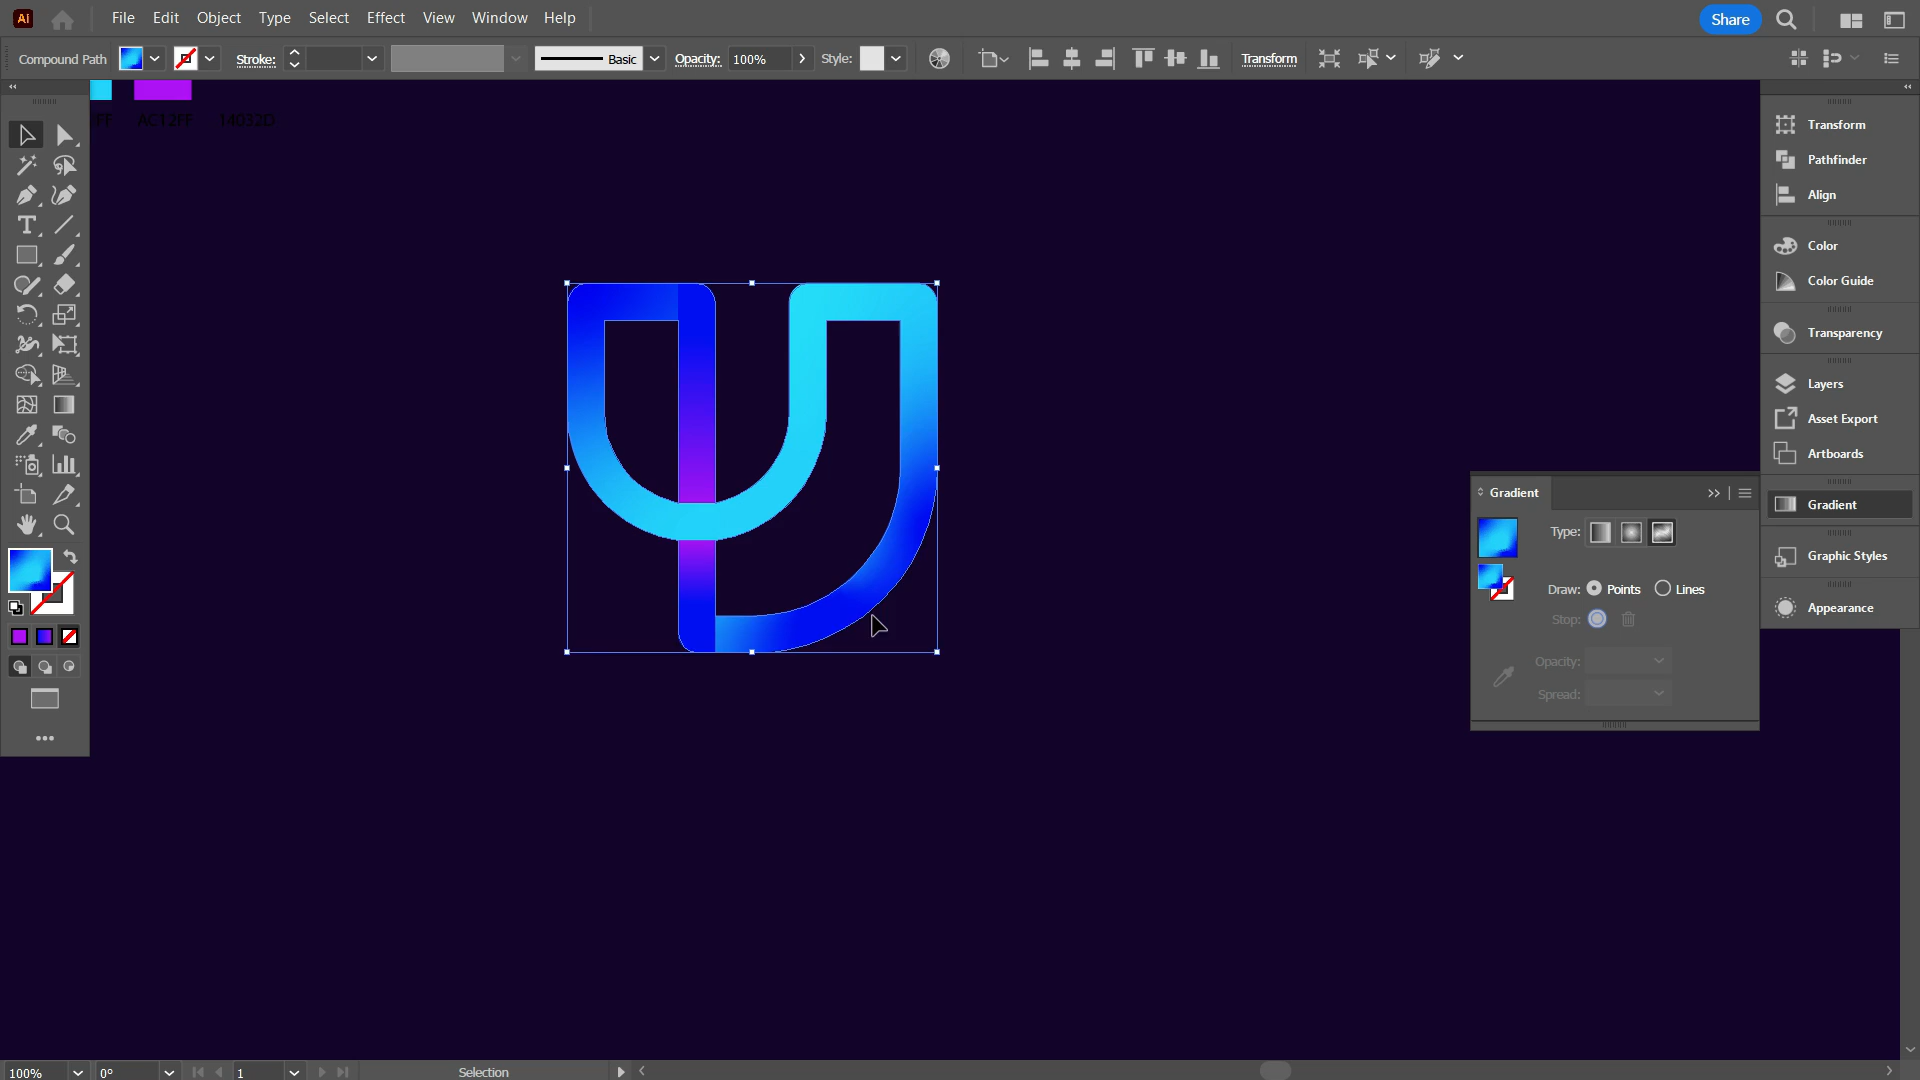 Ai File Edit Object Type Select Effect View Window Help Share
Compound Path Stroke: Basic Opacity: 100% Style: Transform
FF AC12FF 14032D
Transform
Pathfinder
Align
Color
Color Guide
Transparency
Layers
Asset Export
Artboards
Gradient
Graphic Styles
Appearance
Gradient
Type:
Draw: Points Lines
Stop:
Opacity:
Spread:
100% 0° 1 Selection